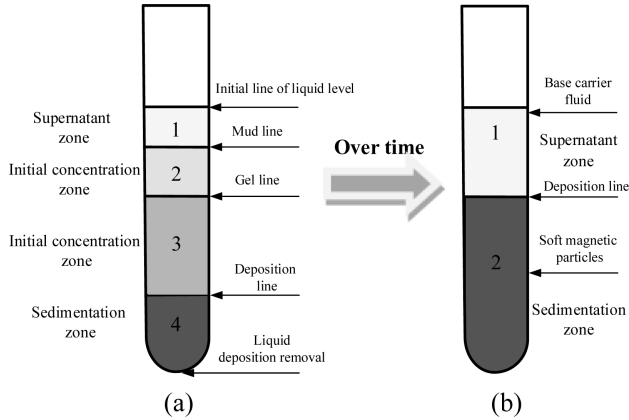 Initial line of liquid level
Supernatant
zone
1
Mud line
Initial concentration
zone
2
Gel line
Initial concentration
zone
3
Deposition
line
Sedimentation
zone
4
Liquid
deposition removal
(a)
Over time
Base carrier
fluid
1
Supernatant
zone
Deposition line
2
Soft magnetic
particles
Sedimentation
zone
(b)